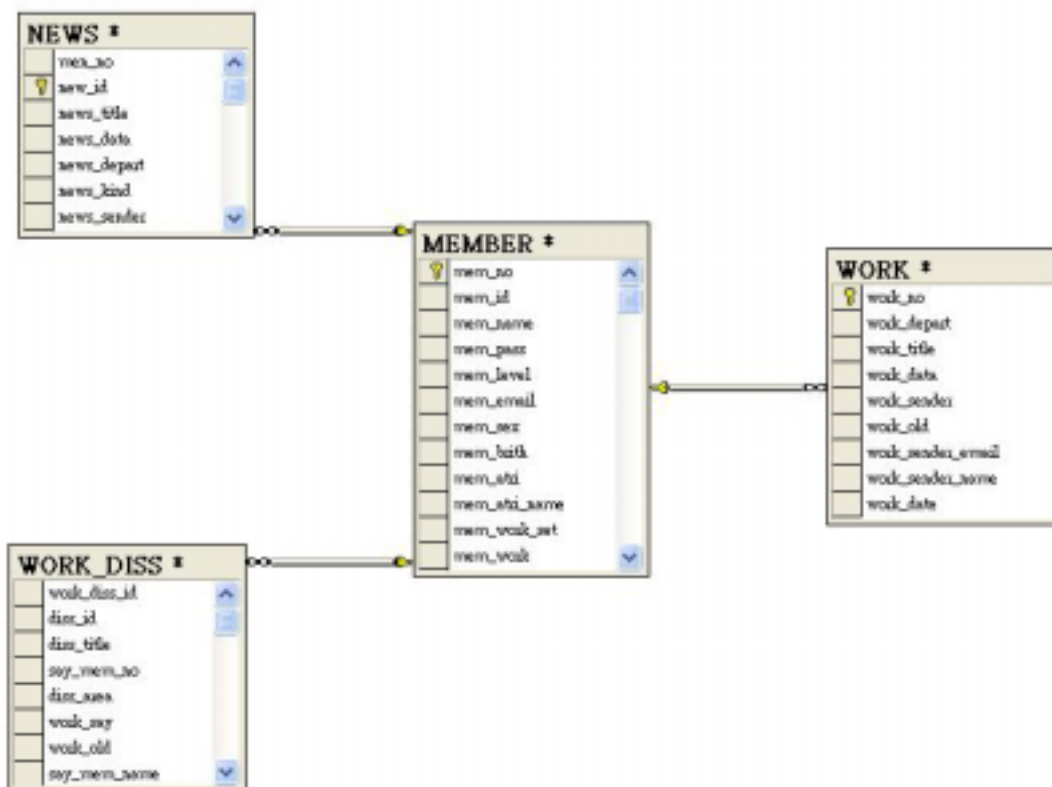 NEWS *
mem_no
new_id
news_title
news_data
news_depart
news_kind
news_sender
MEMBER *
mem_no
mem_id
mem_name
mem_pass
mem_level
mem_email
mem_sex
mem_birth
mem_stri
mem_stri_name
mem_work_set
mem_work
WORK *
work_no
work_depart
work_title
work_data
work_sender
work_old
work_sender_email
work_sender_name
work_date
WORK_DISS *
work_diss_id
diss_id
diss_title
say_mem_no
diss_area
work_say
work_old
say_mem_name